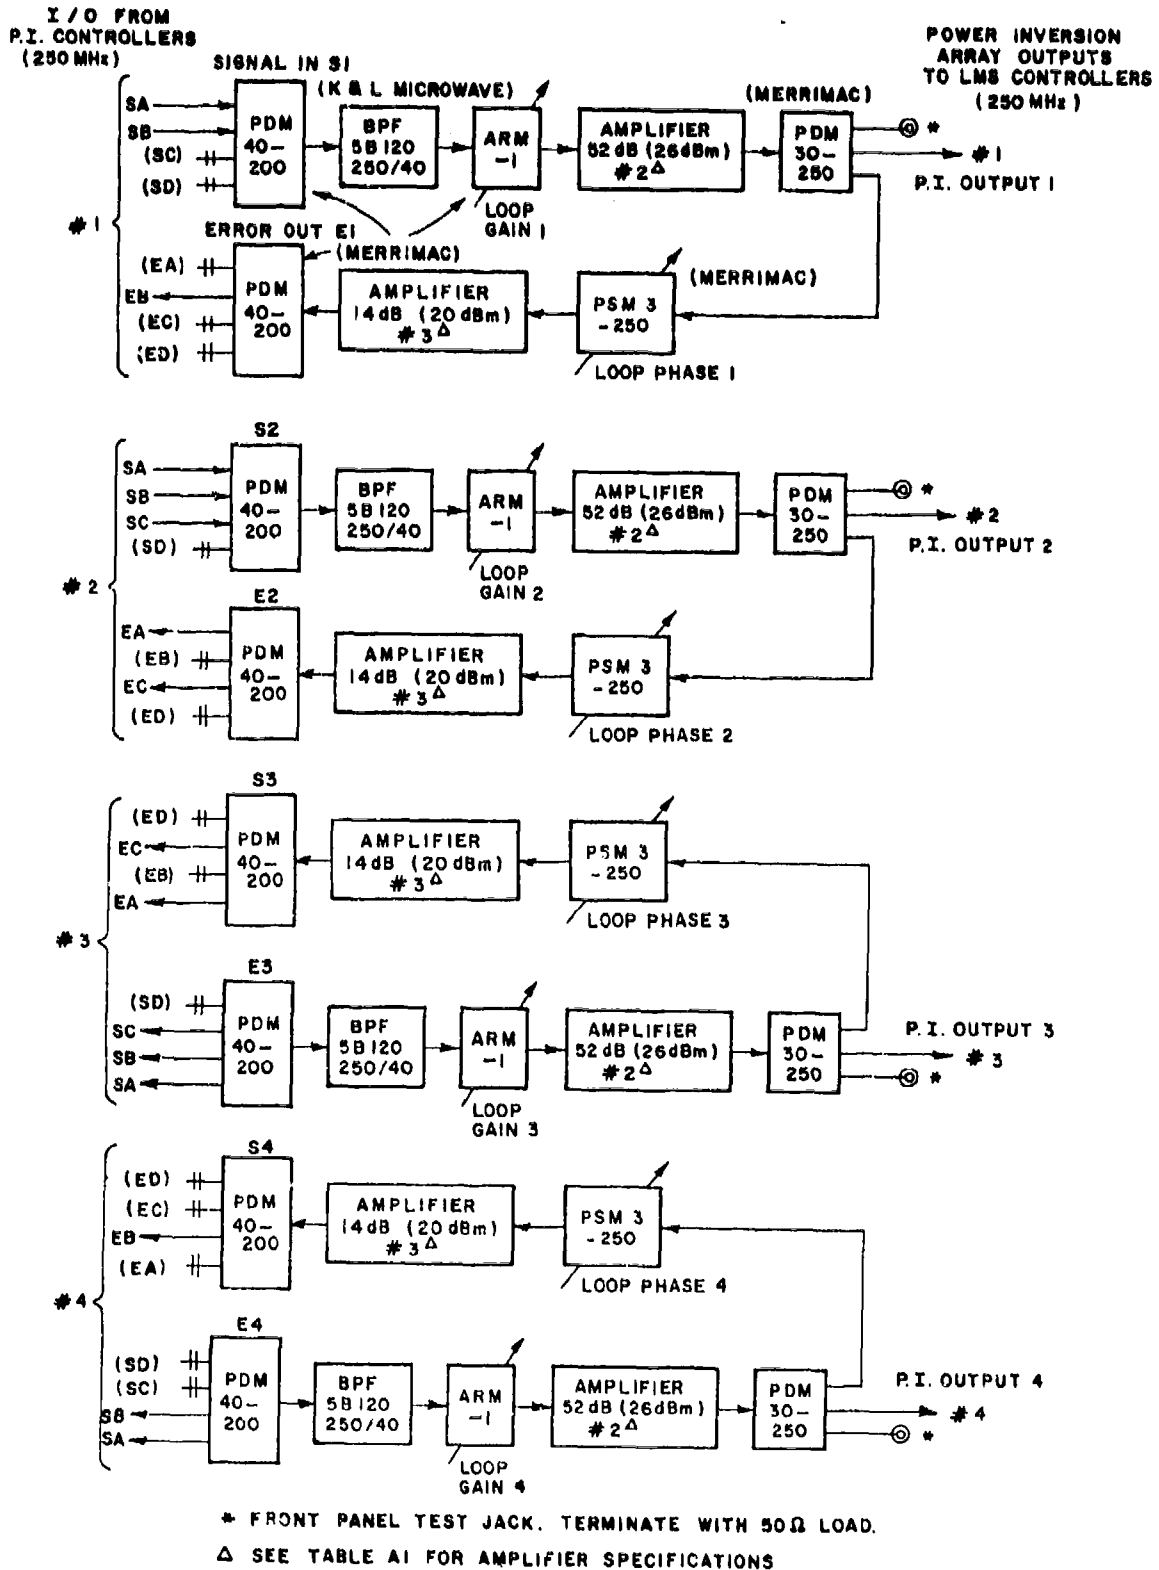 I/O FROM
P.I. CONTROLLERS
(250 MHz)
POWER INVERSION
ARRAY OUTPUTS
TO LMS CONTROLLERS
(250 MHz)
SIGNAL IN S1
(K & L MICROWAVE)
(MERRIMAC)
#1
SA
SB
(SC)
(SD)
PDM
40-
200
BPF
5B120
250/40
ARM
-1
LOOP
GAIN 1
AMPLIFIER
52 dB (26dBm)
#2 Δ
PDM
30-
250
*
#1
P.I. OUTPUT 1
ERROR OUT E1
(MERRIMAC)
(EA)
EB
(EC)
(ED)
PDM
40-
200
AMPLIFIER
14 dB (20 dBm)
#3 Δ
PSM 3
-250
(MERRIMAC)
LOOP PHASE 1
#2
S2
SA
SB
SC
(SD)
PDM
40-
200
BPF
5B120
250/40
ARM
-1
LOOP
GAIN 2
AMPLIFIER
52 dB (26dBm)
#2 Δ
PDM
30-
250
*
#2
P.I. OUTPUT 2
E2
EA
(EB)
EC
(ED)
PDM
40-
200
AMPLIFIER
14 dB (20 dBm)
#3 Δ
PSM 3
-250
LOOP PHASE 2
#3
S3
(ED)
EC
(EB)
EA
PDM
40-
200
AMPLIFIER
14 dB (20 dBm)
#3 Δ
PSM 3
-250
LOOP PHASE 3
E3
(SD)
SC
SB
SA
PDM
40-
200
BPF
5B120
250/40
ARM
-1
LOOP
GAIN 3
AMPLIFIER
52 dB (26dBm)
#2 Δ
PDM
30-
250
P.I. OUTPUT 3
#3
*
#4
S4
(ED)
(EC)
EB
(EA)
PDM
40-
200
AMPLIFIER
14 dB (20 dBm)
#3 Δ
PSM 3
-250
LOOP PHASE 4
E4
(SD)
(SC)
SB
SA
PDM
40-
200
BPF
5B120
250/40
ARM
-1
LOOP
GAIN 4
AMPLIFIER
52 dB (26dBm)
#2 Δ
PDM
30-
250
P.I. OUTPUT 4
#4
*
* FRONT PANEL TEST JACK. TERMINATE WITH 50Ω LOAD.
Δ SEE TABLE A1 FOR AMPLIFIER SPECIFICATIONS